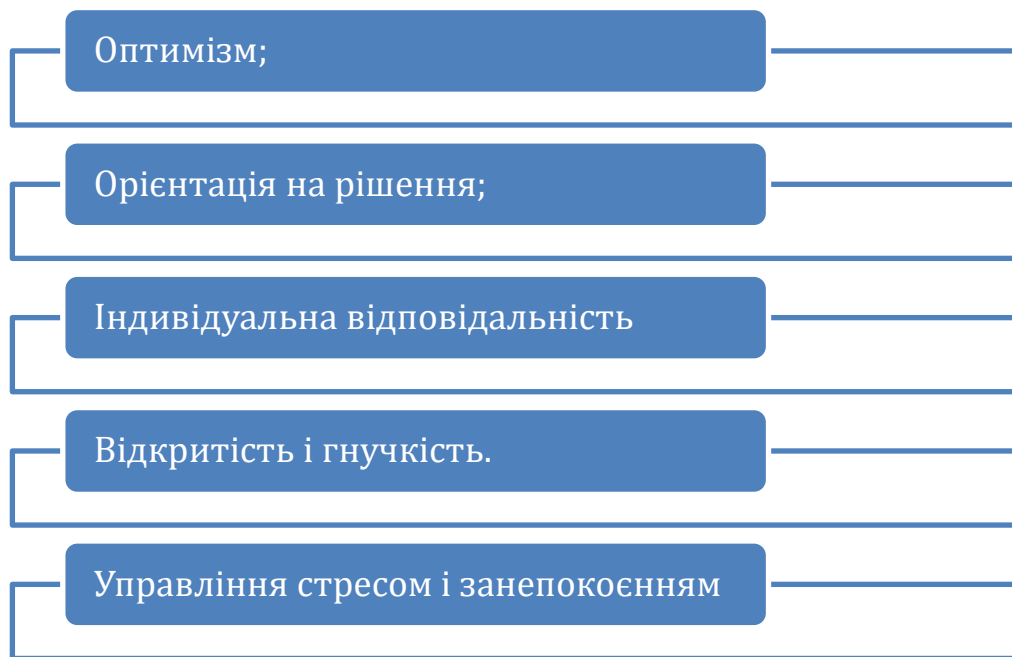 Оптимізм;
Орієнтація на рішення;
Індивідуальна відповідальність
Відкритість і гнучкість.
Управління стресом і занепокоєнням